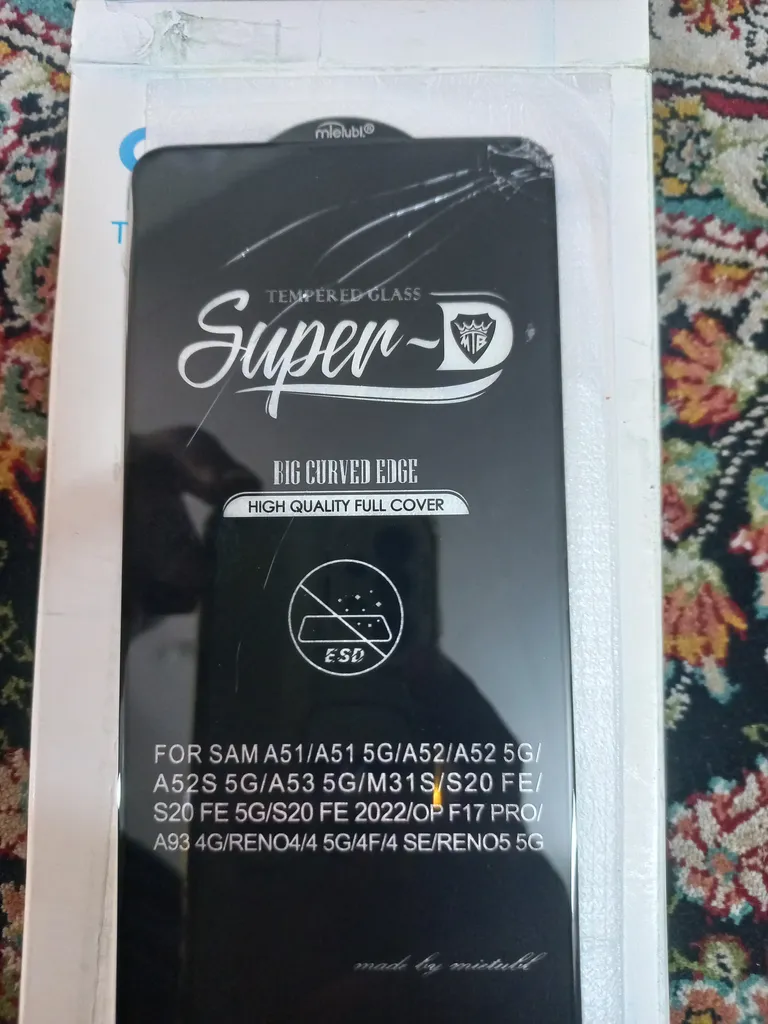 mietubl®
T
TEMPERED GLASS
Super-D
MTB
BIG CURVED EDGE
HIGH QUALITY FULL COVER
ESD
FOR SAM A51/A51 5G/A52/A52 5G/
A52S 5G/A53 5G/M31S/S20 FE/
S20 FE 5G/S20 FE 2022/OP F17 PRO/
A93 4G/RENO4/4 5G/4F/4 SE/RENO5 5G
made by mietubl